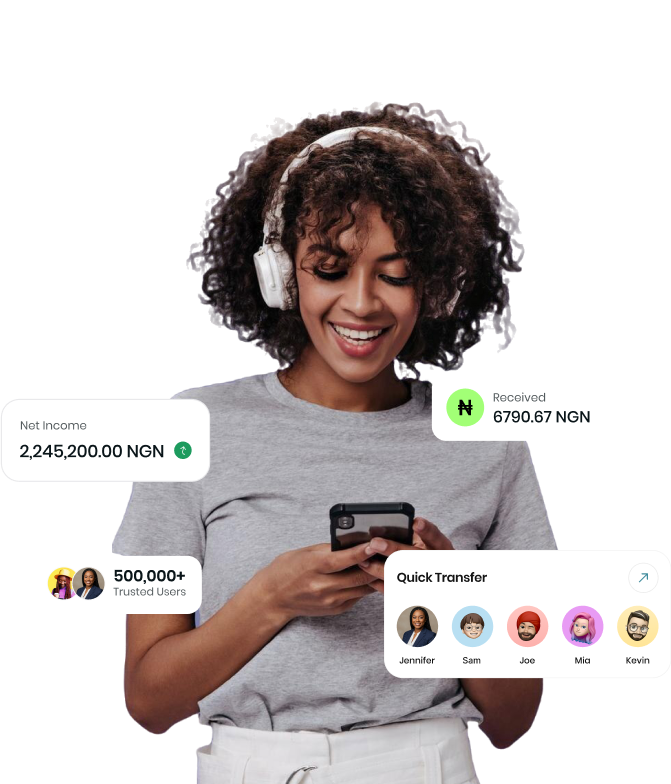 Received
₦
6790.67 NGN
Net Income
2,245,200.00 NGN
500,000+
Trusted Users
Quick Transfer
Jennifer
Sam
Joe
Mia
Kevin